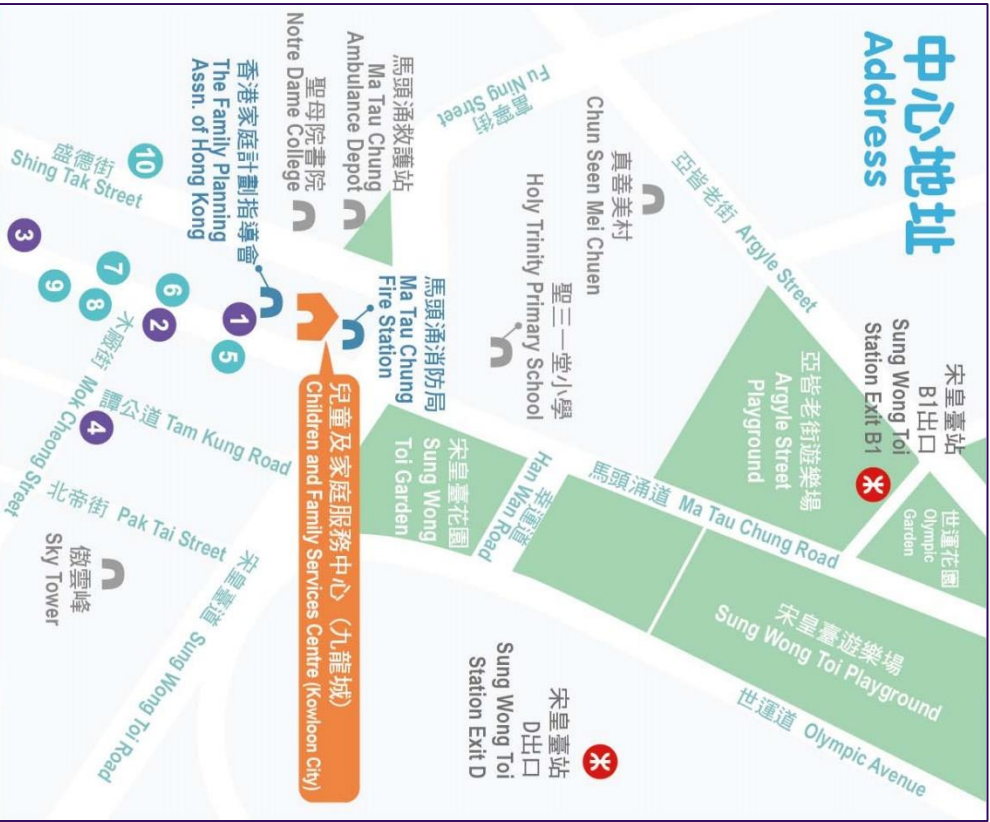 中心地址
Address
宋皇臺站
B1出口
Sung Wong Toi
Station Exit B1
世運花園
Olympic
Garden
亞皆老街 Argyle Street
亞皆老街遊樂場
Argyle Street
Playground
宋皇臺遊樂場
Sung Wong Toi Playground
世運道 Olympic Avenue
馬頭涌道 Ma Tau Chung Road
真善美村
Chun Seen Mei Chuen
聖三一堂小學
Holy Trinity Primary School
宋皇臺站
D出口
Sung Wong Toi
Station Exit D
富寧街
Fu Ning Street
幸運道
Han Wan Road
宋皇臺花園
Sung Wong
Toi Garden
馬頭涌消防局
Ma Tau Chung
Fire Station
馬頭涌救護站
Ma Tau Chung
Ambulance Depot
聖母院書院
Notre Dame College
兒童及家庭服務中心（九龍城）
Children and Family Services Centre (Kowloon City)
香港家庭計劃指導會
The Family Planning
Assn. of Hong Kong
1
5
6
2
10
7
8
9
3
4
盛德街
Shing Tak Street
木廠街 Mok Cheong Street
譚公道 Tam Kung Road
北帝街 Pak Tai Street
宋皇臺道 Sung Wong Toi Road
傲雲峰
Sky Tower